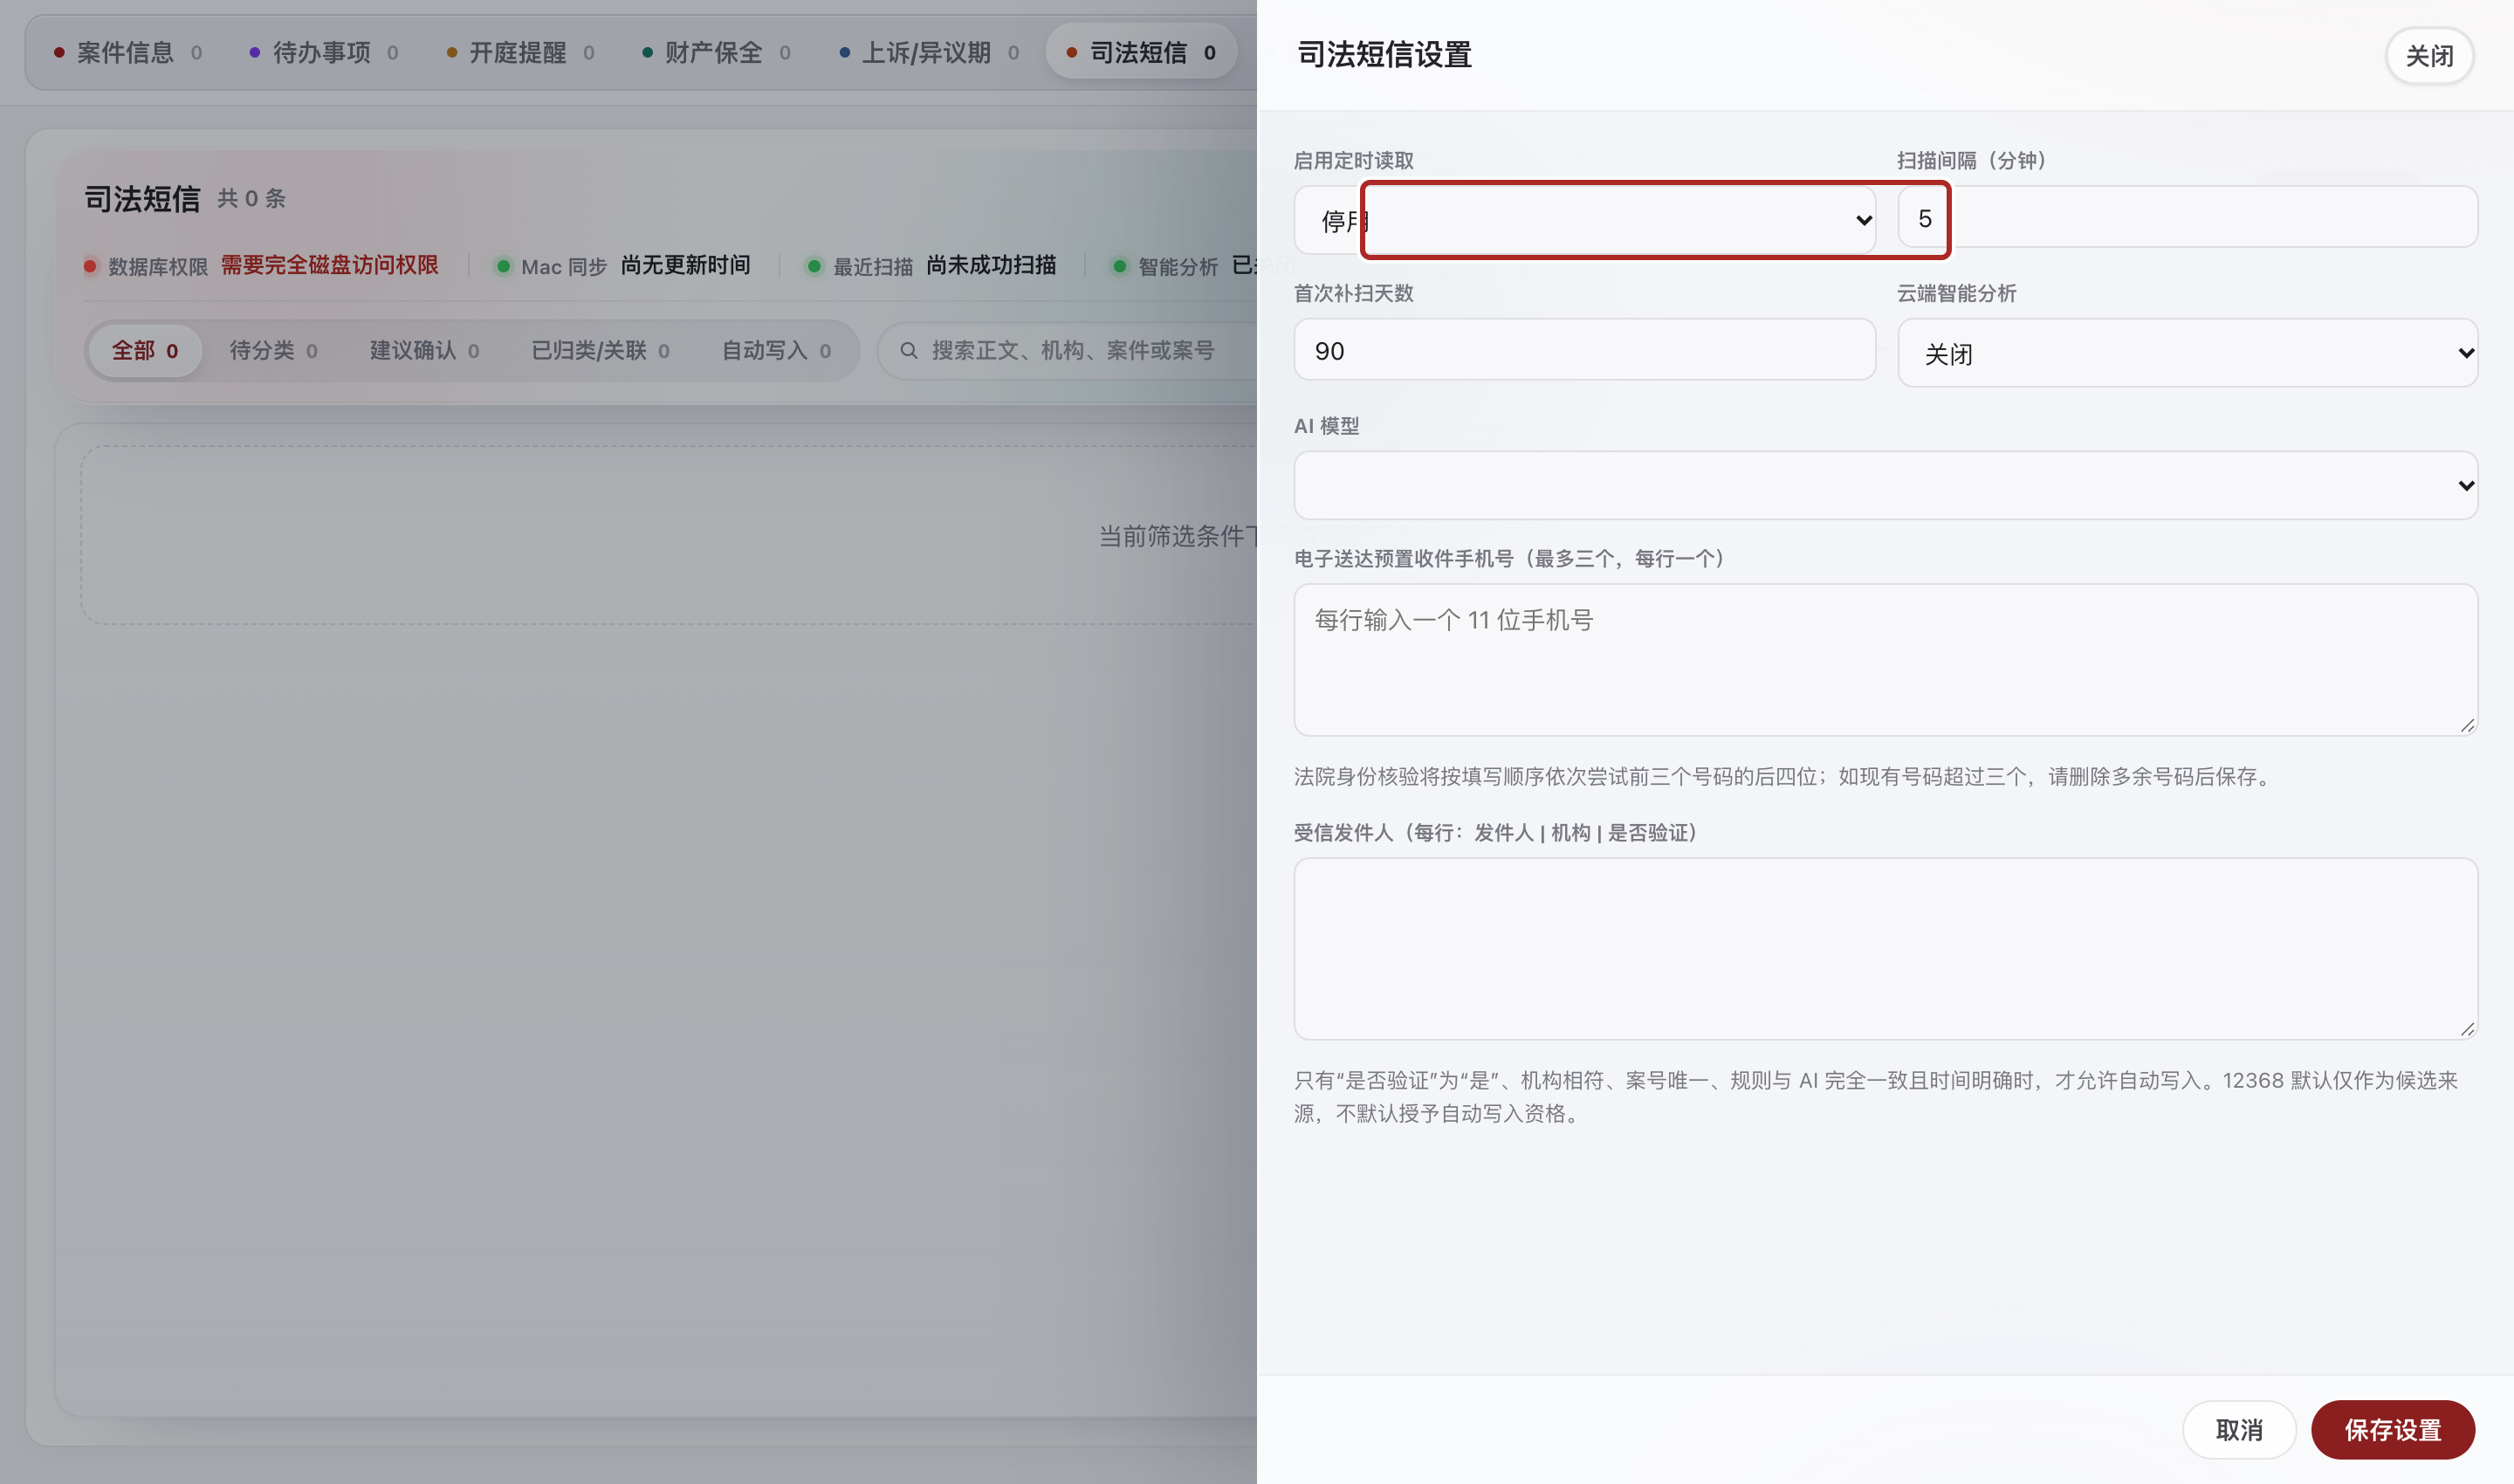 案件信息 0 待办事项 0 开庭提醒 0 财产保全 0 上诉/异议期 0 司法短信 0
司法短信 共 0 条
数据库权限 需要完全磁盘访问权限 Mac 同步 尚无更新时间 最近扫描 尚未成功扫描 智能分析 已关闭
全部 0 待分类 0 建议确认 0 已归类/关联 0 自动写入 0 搜索正文、机构、案件或案号
当前筛选条件下
司法短信设置
关闭
启用定时读取 扫描间隔（分钟）
停用 5
首次补扫天数 云端智能分析
90 关闭
AI 模型
电子送达预置收件手机号（最多三个，每行一个）
每行输入一个 11 位手机号
法院身份核验将按填写顺序依次尝试前三个号码的后四位；如现有号码超过三个，请删除多余号码后保存。
受信发件人（每行：发件人 | 机构 | 是否验证）
只有“是否验证”为“是”、机构相符、案号唯一、规则与 AI 完全一致且时间明确时，才允许自动写入。12368 默认仅作为候选来
源，不默认授予自动写入资格。
取消 保存设置